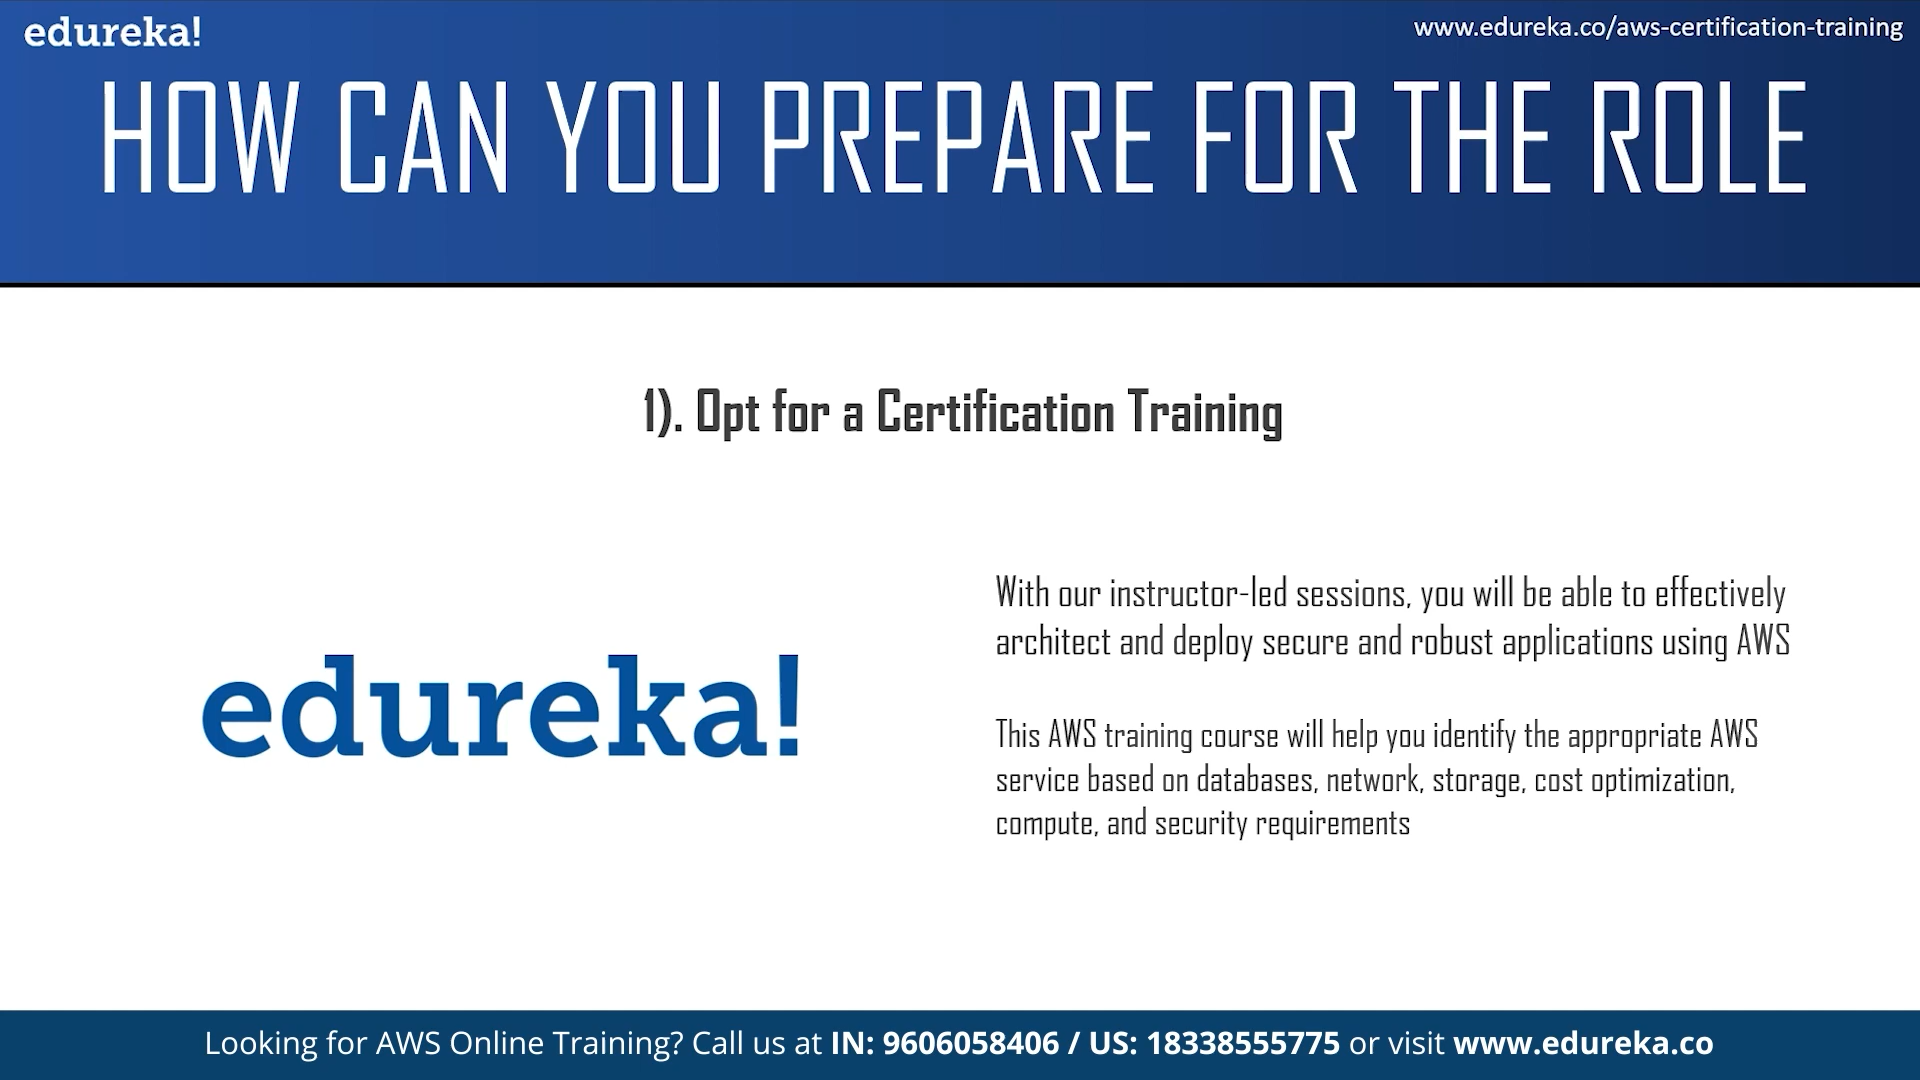 edureka!
www.edureka.co/aws-certification-training
HOW CAN YOU PREPARE FOR THE ROLE
1). Opt for a Certification Training
edureka!
With our instructor-led sessions, you will be able to effectively
architect and deploy secure and robust applications using AWS
This AWS training course will help you identify the appropriate AWS
service based on databases, network, storage, cost optimization,
compute, and security requirements
Looking for AWS Online Training? Call us at IN: 9606058406 / US: 18338555775 or visit www.edureka.co